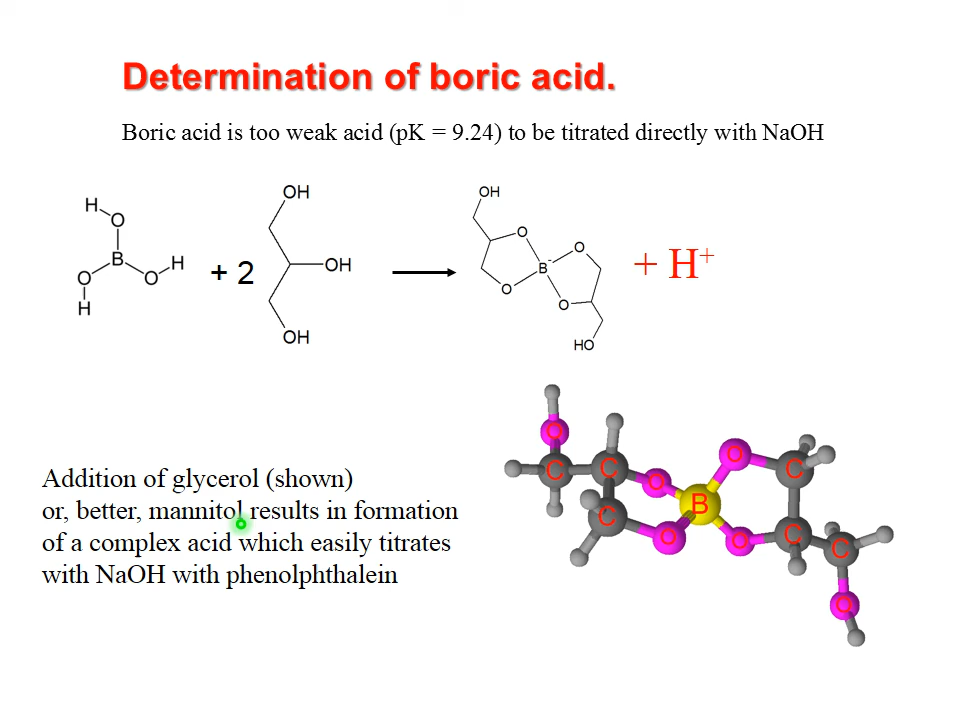 Determination of boric acid.
Boric acid is too weak acid (pK = 9.24) to be titrated directly with NaOH
H
O
B
O
H
O
H
+ 2
OH
OH
OH
OH
O
O
B-
O
O
HO
+ H+
Addition of glycerol (shown)
or, better, mannitol results in formation
of a complex acid which easily titrates
with NaOH with phenolphthalein
O
C
C
O
O
C
B
C
O
O
C
C
C
O